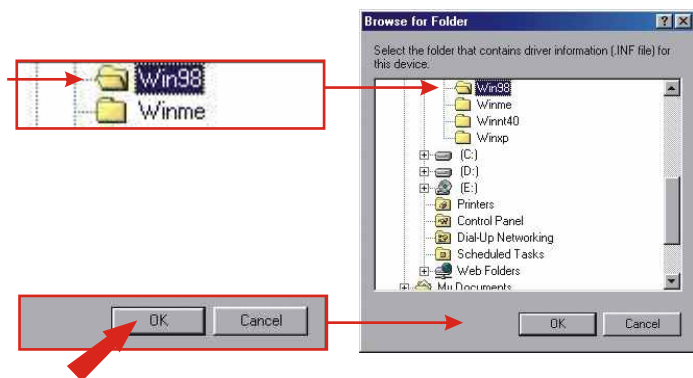 Win98
Winme
OK
Cancel
Browse for Folder
Select the folder that contains driver information (.INF file) for
this device.
Win98
Winme
Winnt40
Winxp
(C:)
(D:)
(E:)
Printers
Control Panel
Dial-Up Networking
Scheduled Tasks
Web Folders
My Documents
OK
Cancel